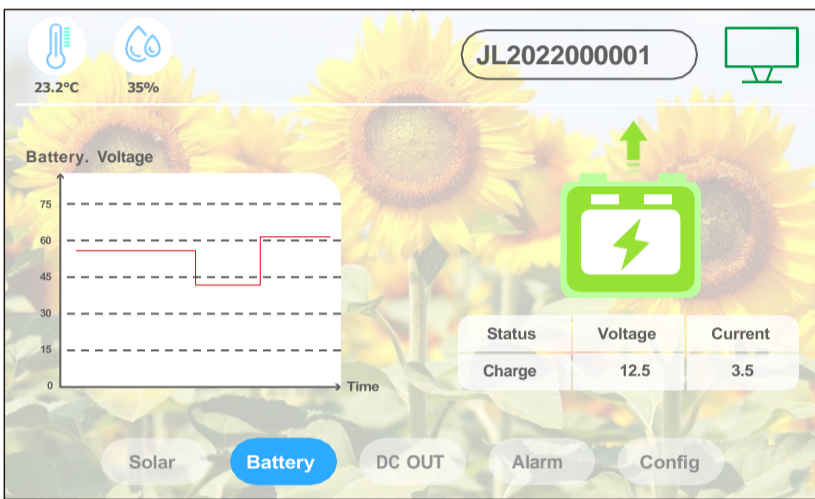 JL2022000001
23.2℃ 35%
Battery. Voltage
75
60
45
30
15
0
Time
Status Voltage Current
Charge 12.5 3.5
Solar Battery DC OUT Alarm Config